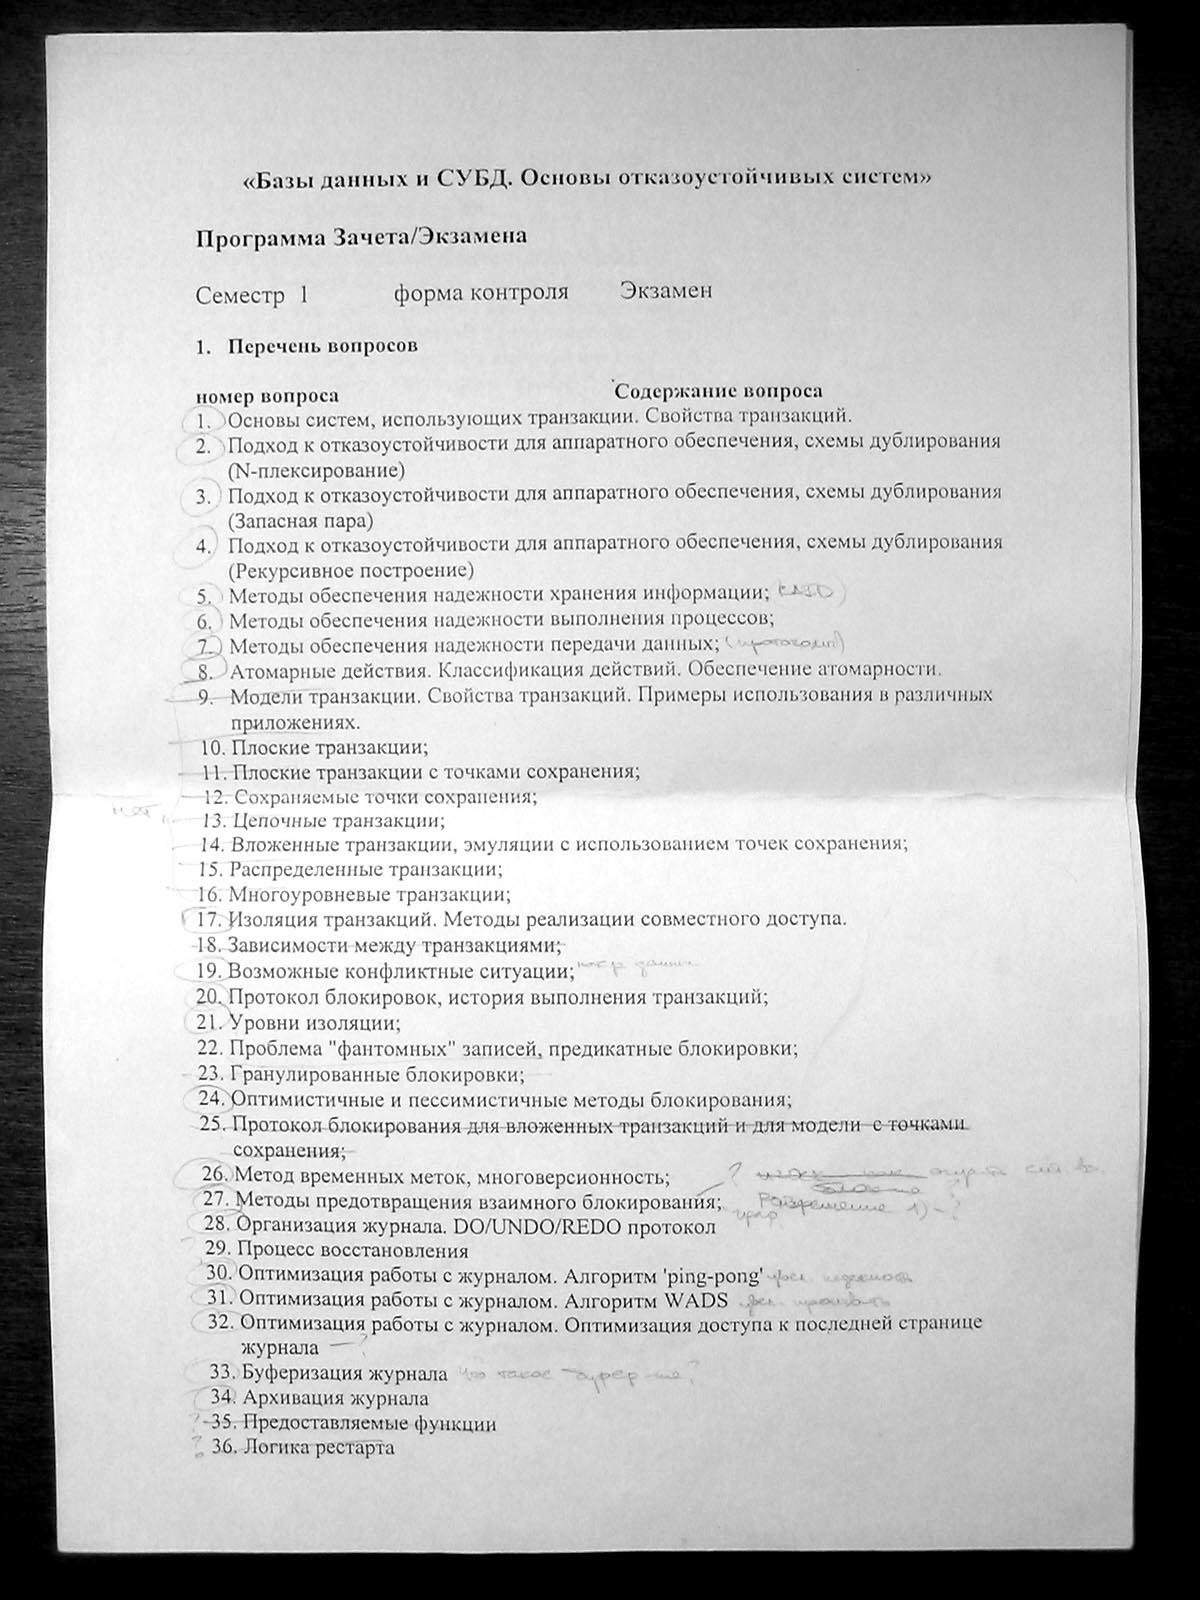 «Базы данных и СУБД. Основы отказоустойчивых систем»
Программа Зачета/Экзамена
Семестр 1 форма контроля Экзамен
1. Перечень вопросов
номер вопроса Содержание вопроса
1. Основы систем, использующих транзакции. Свойства транзакций.
2. Подход к отказоустойчивости для аппаратного обеспечения, схемы дублирования
(N-плексирование)
3. Подход к отказоустойчивости для аппаратного обеспечения, схемы дублирования
(Запасная пара)
4. Подход к отказоустойчивости для аппаратного обеспечения, схемы дублирования
(Рекурсивное построение)
5. Методы обеспечения надежности хранения информации; (RAID)
6. Методы обеспечения надежности выполнения процессов;
7. Методы обеспечения надежности передачи данных; (протоколы)
8. Атомарные действия. Классификация действий. Обеспечение атомарности.
9. Модели транзакции. Свойства транзакций. Примеры использования в различных
приложениях.
10. Плоские транзакции;
11. Плоские транзакции с точками сохранения;
12. Сохраняемые точки сохранения;
нет
13. Цепочные транзакции;
14. Вложенные транзакции, эмуляции с использованием точек сохранения;
15. Распределенные транзакции;
16. Многоуровневые транзакции;
17. Изоляция транзакций. Методы реализации совместного доступа.
18. Зависимости между транзакциями;
19. Возможные конфликтные ситуации;
20. Протокол блокировок, история выполнения транзакций;
21. Уровни изоляции;
22. Проблема "фантомных" записей, предикатные блокировки;
23. Гранулированные блокировки;
24. Оптимистичные и пессимистичные методы блокирования;
25. Протокол блокирования для вложенных транзакций и для модели с точками
сохранения;
26. Метод временных меток, многоверсионность; ?
27. Методы предотвращения взаимного блокирования; Разрешение 1) - ?
28. Организация журнала. DO/UNDO/REDO протокол
29. Процесс восстановления
30. Оптимизация работы с журналом. Алгоритм 'ping-pong'
31. Оптимизация работы с журналом. Алгоритм WADS
32. Оптимизация работы с журналом. Оптимизация доступа к последней странице
журнала — ?
33. Буферизация журнала Что такое буфер-ие?
34. Архивация журнала
? 35. Предоставляемые функции
? 36. Логика рестарта